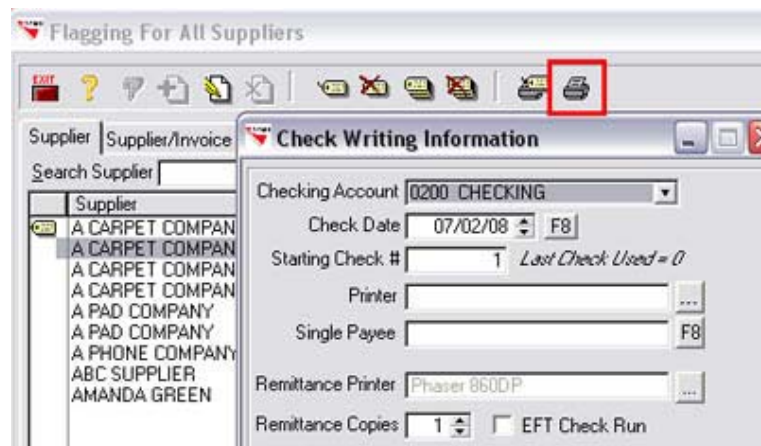 Flagging For All Suppliers
EXIT
Supplier Supplier/Invoice
Search Supplier
Supplier
A CARPET COMPAN
A CARPET COMPAN
A CARPET COMPAN
A CARPET COMPAN
A PAD COMPANY
A PAD COMPANY
A PHONE COMPANY
ABC SUPPLIER
AMANDA GREEN
Check Writing Information
Checking Account 0200 CHECKING
Check Date 07/02/08 F8
Starting Check # 1 Last Check Used = 0
Printer ...
Single Payee F8
Remittance Printer Phaser 860DP ...
Remittance Copies 1 EFT Check Run